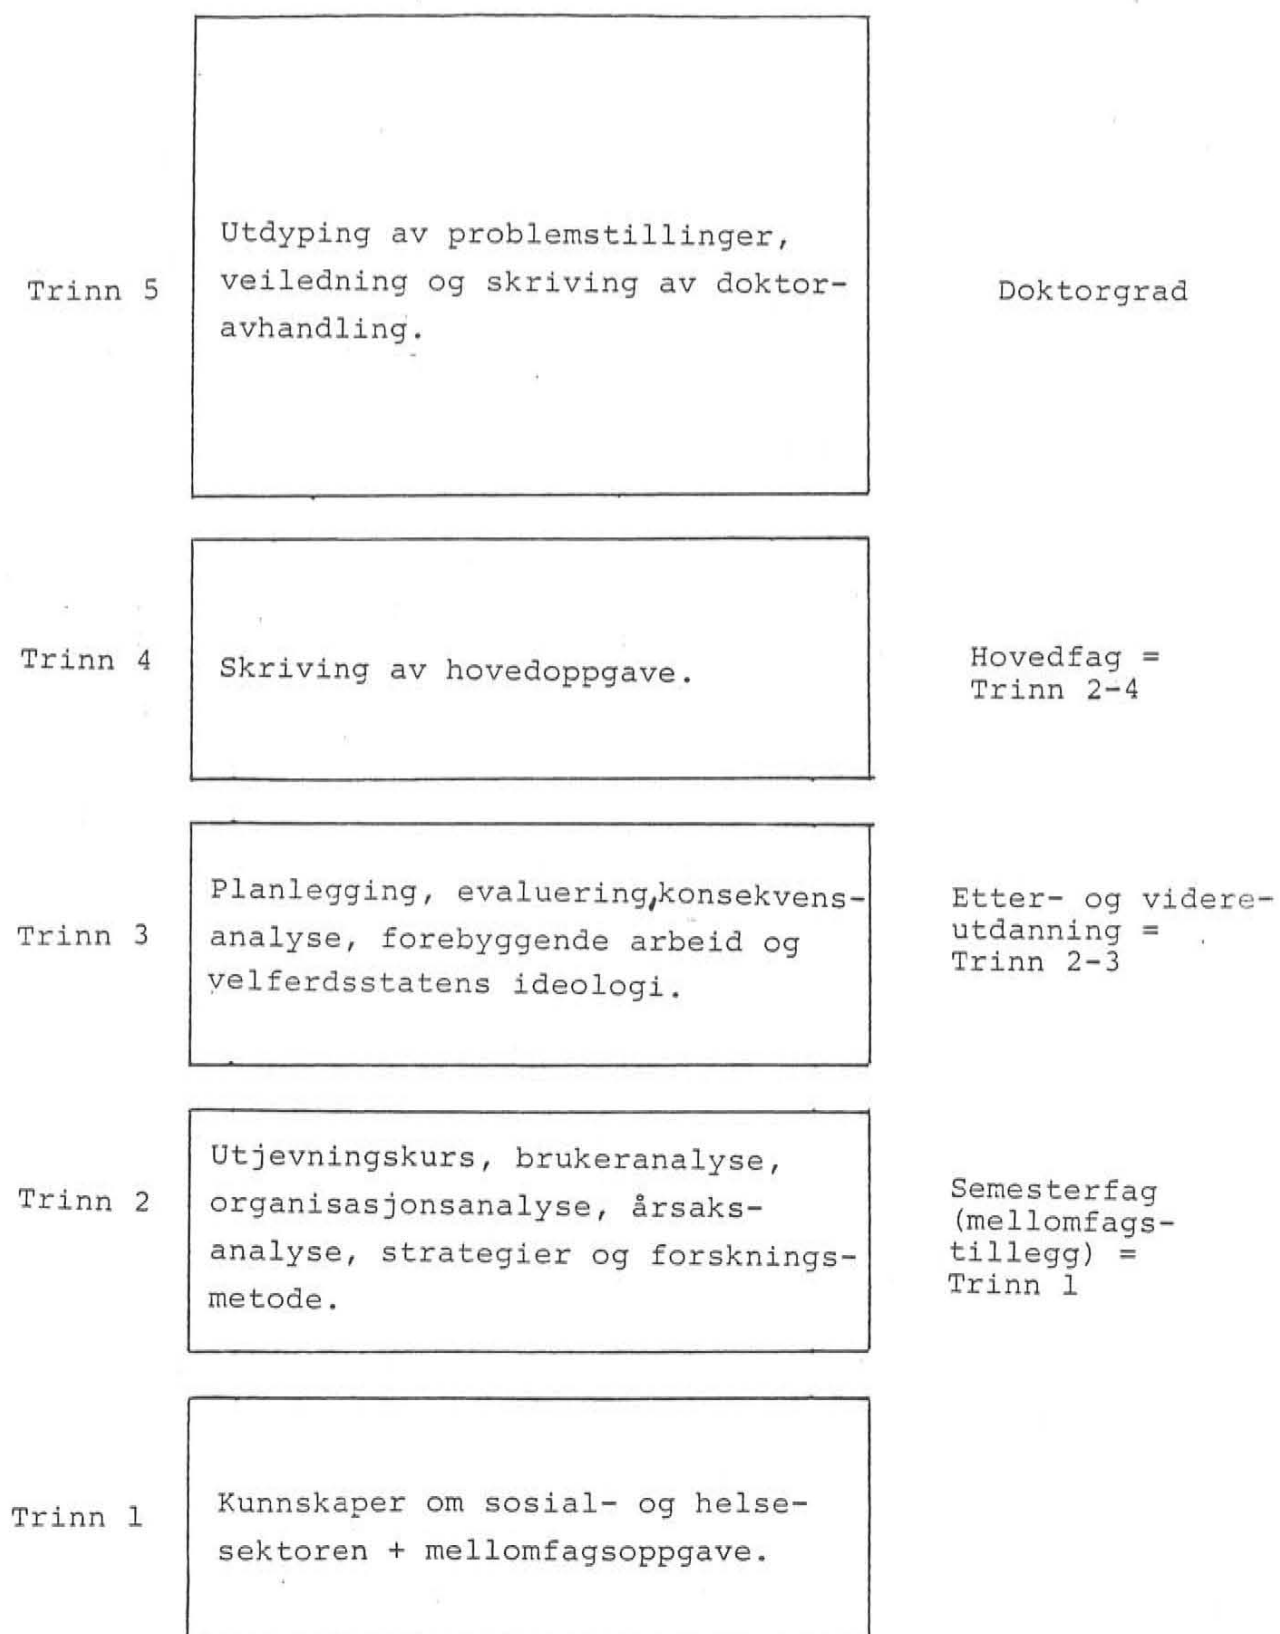 Utdyping av problemstillinger,
Trinn 5 veiledning og skriving av doktor- Doktorgrad
avhandling.
Trinn 4 Skriving av hovedoppgave. Hovedfag =
Trinn 2-4
Planlegging, evaluering,konsekvens- Etter- og videre-
Trinn 3 analyse, forebyggende arbeid og utdanning =
velferdsstatens ideologi. Trinn 2-3
Utjevningskurs, brukeranalyse,
Trinn 2 organisasjonsanalyse, årsaks- Semesterfag
(mellomfags-
analyse, strategier og forsknings- tillegg) =
metode. Trinn 1
Kunnskaper om sosial- og helse-
Trinn 1 sektoren + mellomfagsoppgave.